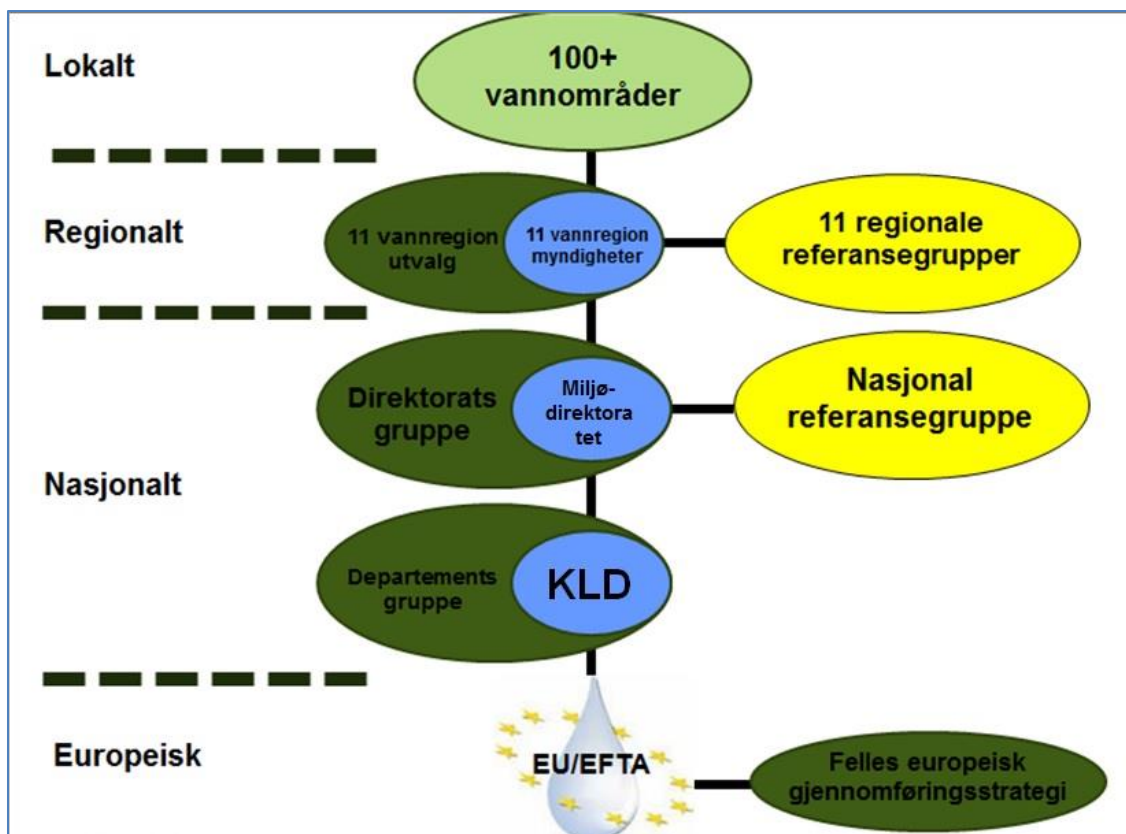 Lokalt
100+
vannområder
Regionalt
11 vannregion
utvalg
11 vannregion
myndigheter
11 regionale
referansegrupper
Nasjonalt
Direktorats
gruppe
Miljø-
direktora
tet
Nasjonal
referansegruppe
Departements
gruppe
KLD
Europeisk
EU/EFTA
Felles europeisk
gjennomføringsstrategi